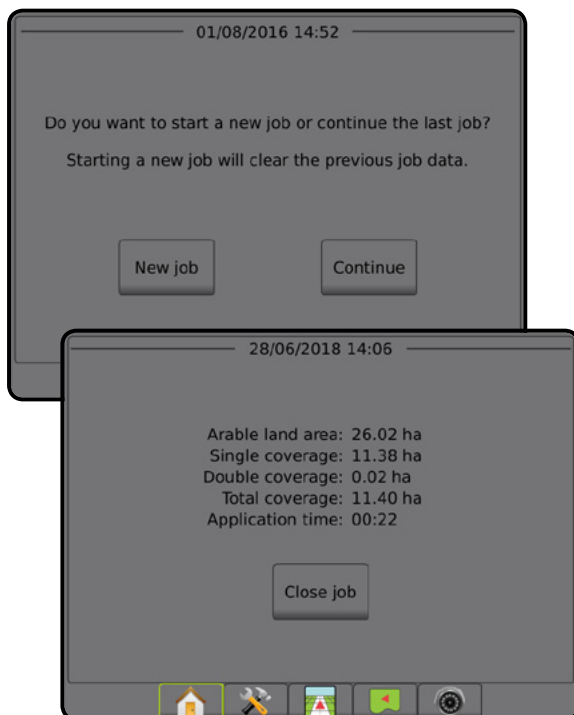 01/08/2016 14:52
Do you want to start a new job or continue the last job?
Starting a new job will clear the previous job data.
New job
Continue
28/06/2018 14:06
Arable land area: 26.02 ha
Single coverage: 11.38 ha
Double coverage: 0.02 ha
Total coverage: 11.40 ha
Application time: 00:22
Close job